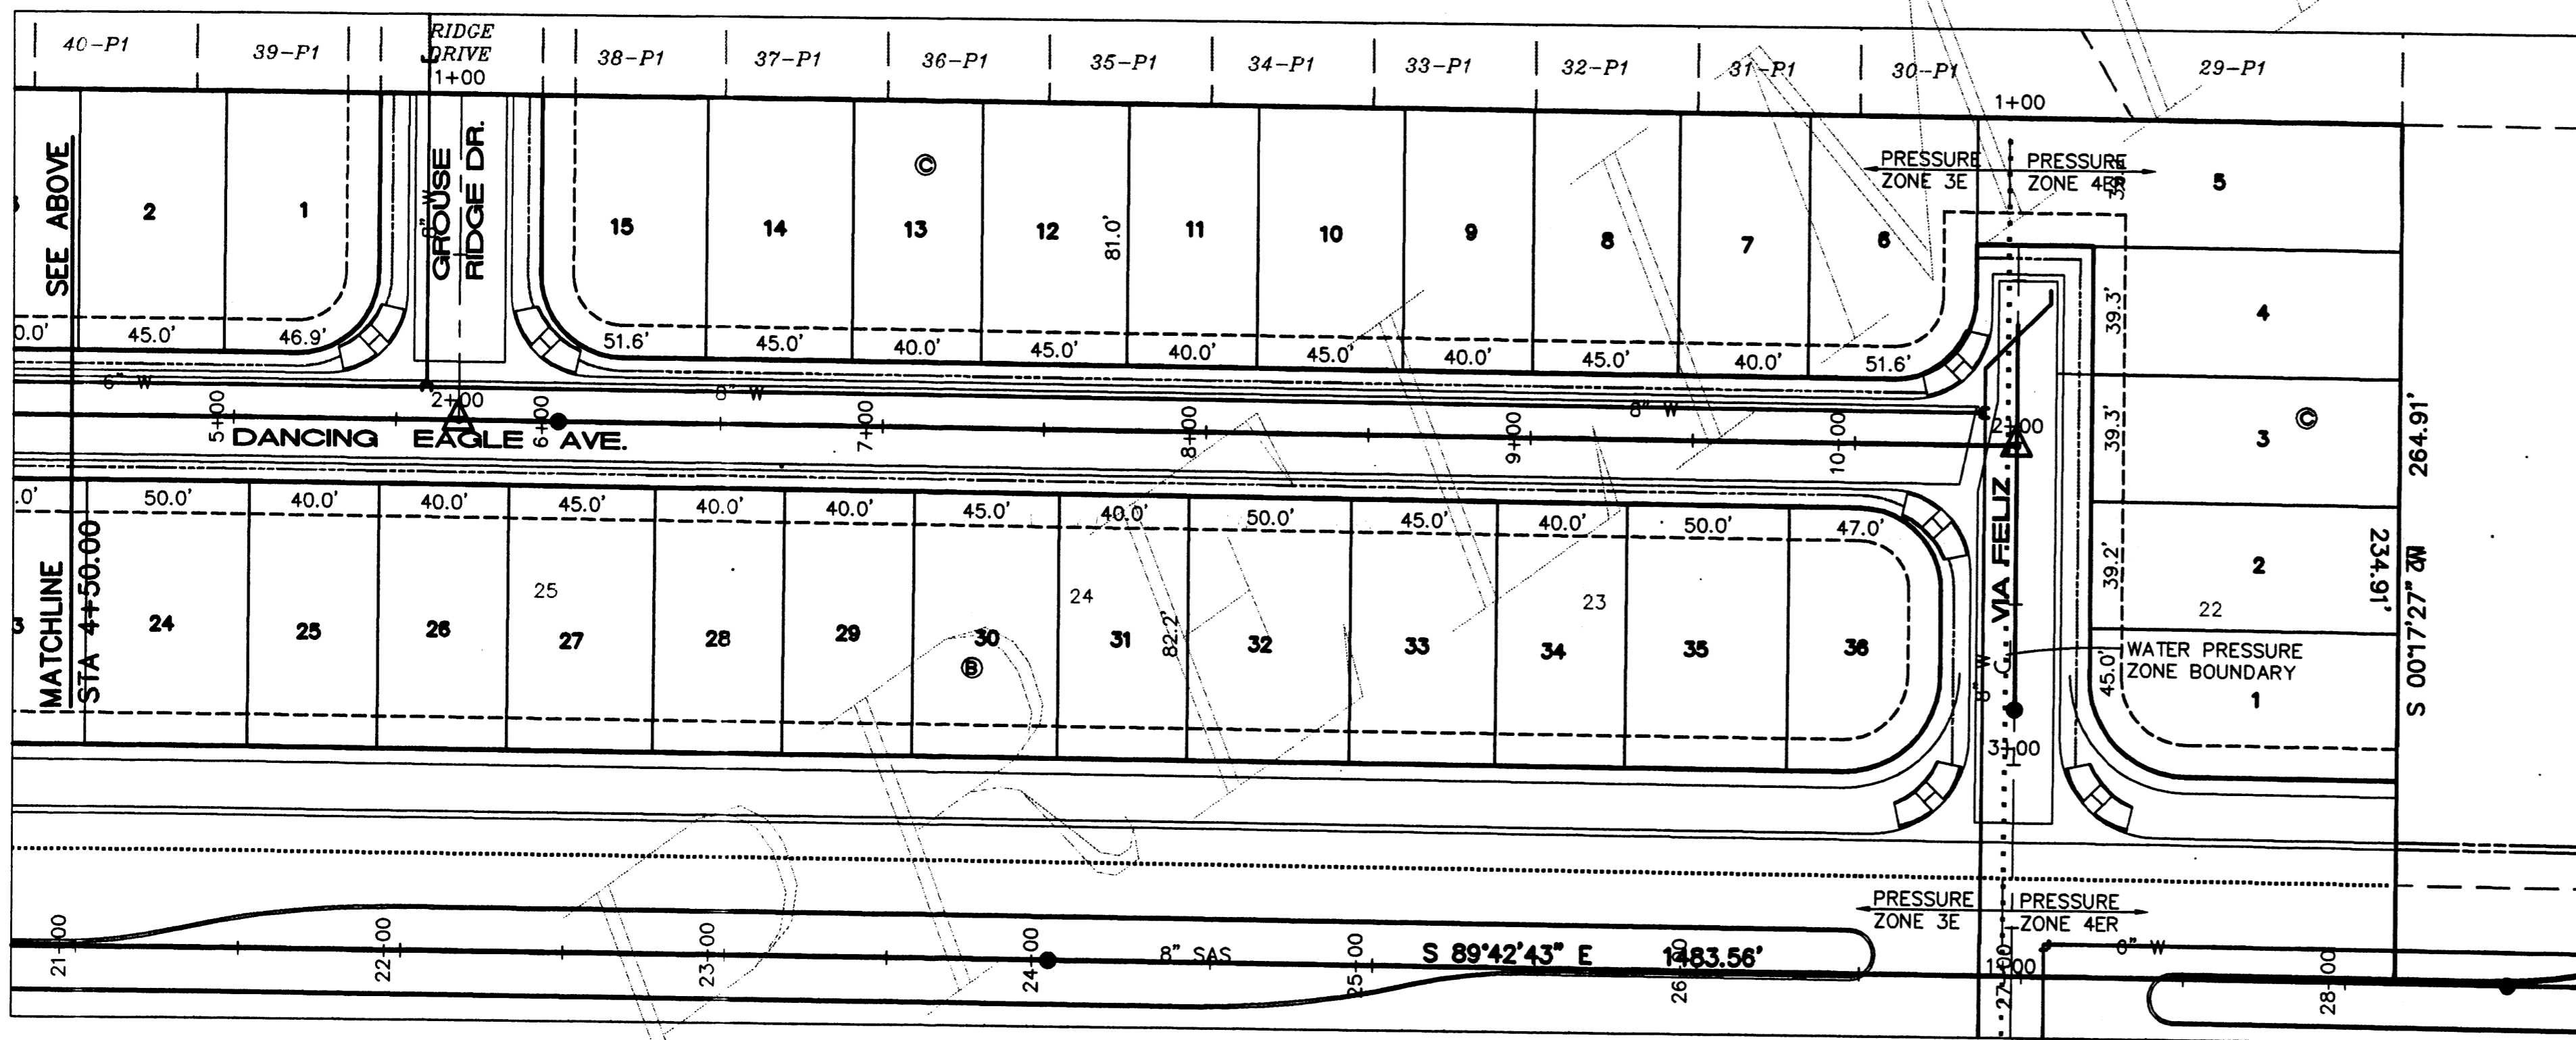 40-P1 39-P1 RIDGE DRIVE 38-P1 37-P1 36-P1 35-P1 34-P1 33-P1 32-P1 31-P1 30-P1 29-P1
1+00 1+00
SEE ABOVE
2 1 15 14 13 12 11 10 9 8 7 6 5
GROUSE
RIDGE DR.
8" W
C
81.0'
PRESSURE
ZONE 3E
PRESSURE
ZONE 4ER
4
3
2
1
C
39.3'
39.3'
39.2'
45.0'
0.0' 45.0' 46.9' 51.6' 45.0' 40.0' 45.0' 40.0' 45.0' 40.0' 45.0' 40.0' 51.6'
6" W 8" W 8" W
5+00 2+00 6+00 7+00 8+00 9+00 10+00 2+00
DANCING EAGLE AVE.
VIA FELIZ
.0' 50.0' 40.0' 40.0' 45.0' 40.0' 40.0' 45.0' 40.0' 50.0' 45.0' 40.0' 50.0' 47.0'
MATCHLINE
STA 4+50.00
25 24 23 22
3 24 25 26 27 28 29 30 31 32 33 34 35 36
B
82.2'
8" W
WATER PRESSURE
ZONE BOUNDARY
264.91'
234.91'
S 00°17'27" W
3+00
PRESSURE
ZONE 3E
PRESSURE
ZONE 4ER
21+00 22+00 23+00 24+00 8" SAS 25+00 S 89°42'43" E 1483.56' 27+00 1+00 28+00
8" W